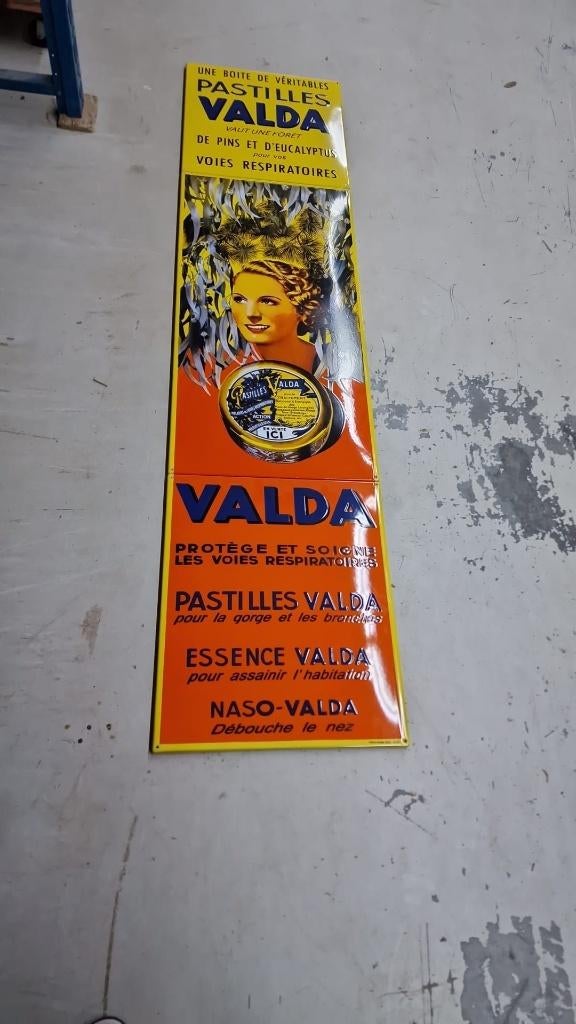 UNE BOITE DE VÉRITABLES
PASTILLES
VALDA
VAUT UNE FORÊT
DE PINS ET D'EUCALYPTUS
pour vos
VOIES RESPIRATOIRES
PASTILLES VALDA
ACTION
ICI
VALDA
PROTÈGE ET SOIGNE
LES VOIES RESPIRATOIRES
PASTILLES VALDA
pour la gorge et les bronches
ESSENCE VALDA
pour assainir l'habitation
NASO-VALDA
Débouche le nez